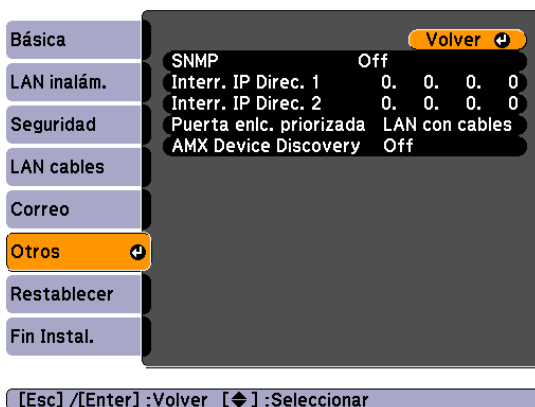 Básica
LAN inalám.
Seguridad
LAN cables
Correo
Otros
Restablecer
Fin Instal.
Volver
SNMP Off
Interr. IP Direc. 1 0. 0. 0. 0
Interr. IP Direc. 2 0. 0. 0. 0
Puerta enlc. priorizada LAN con cables
AMX Device Discovery Off
[Esc] /[Enter] :Volver [◆] :Seleccionar